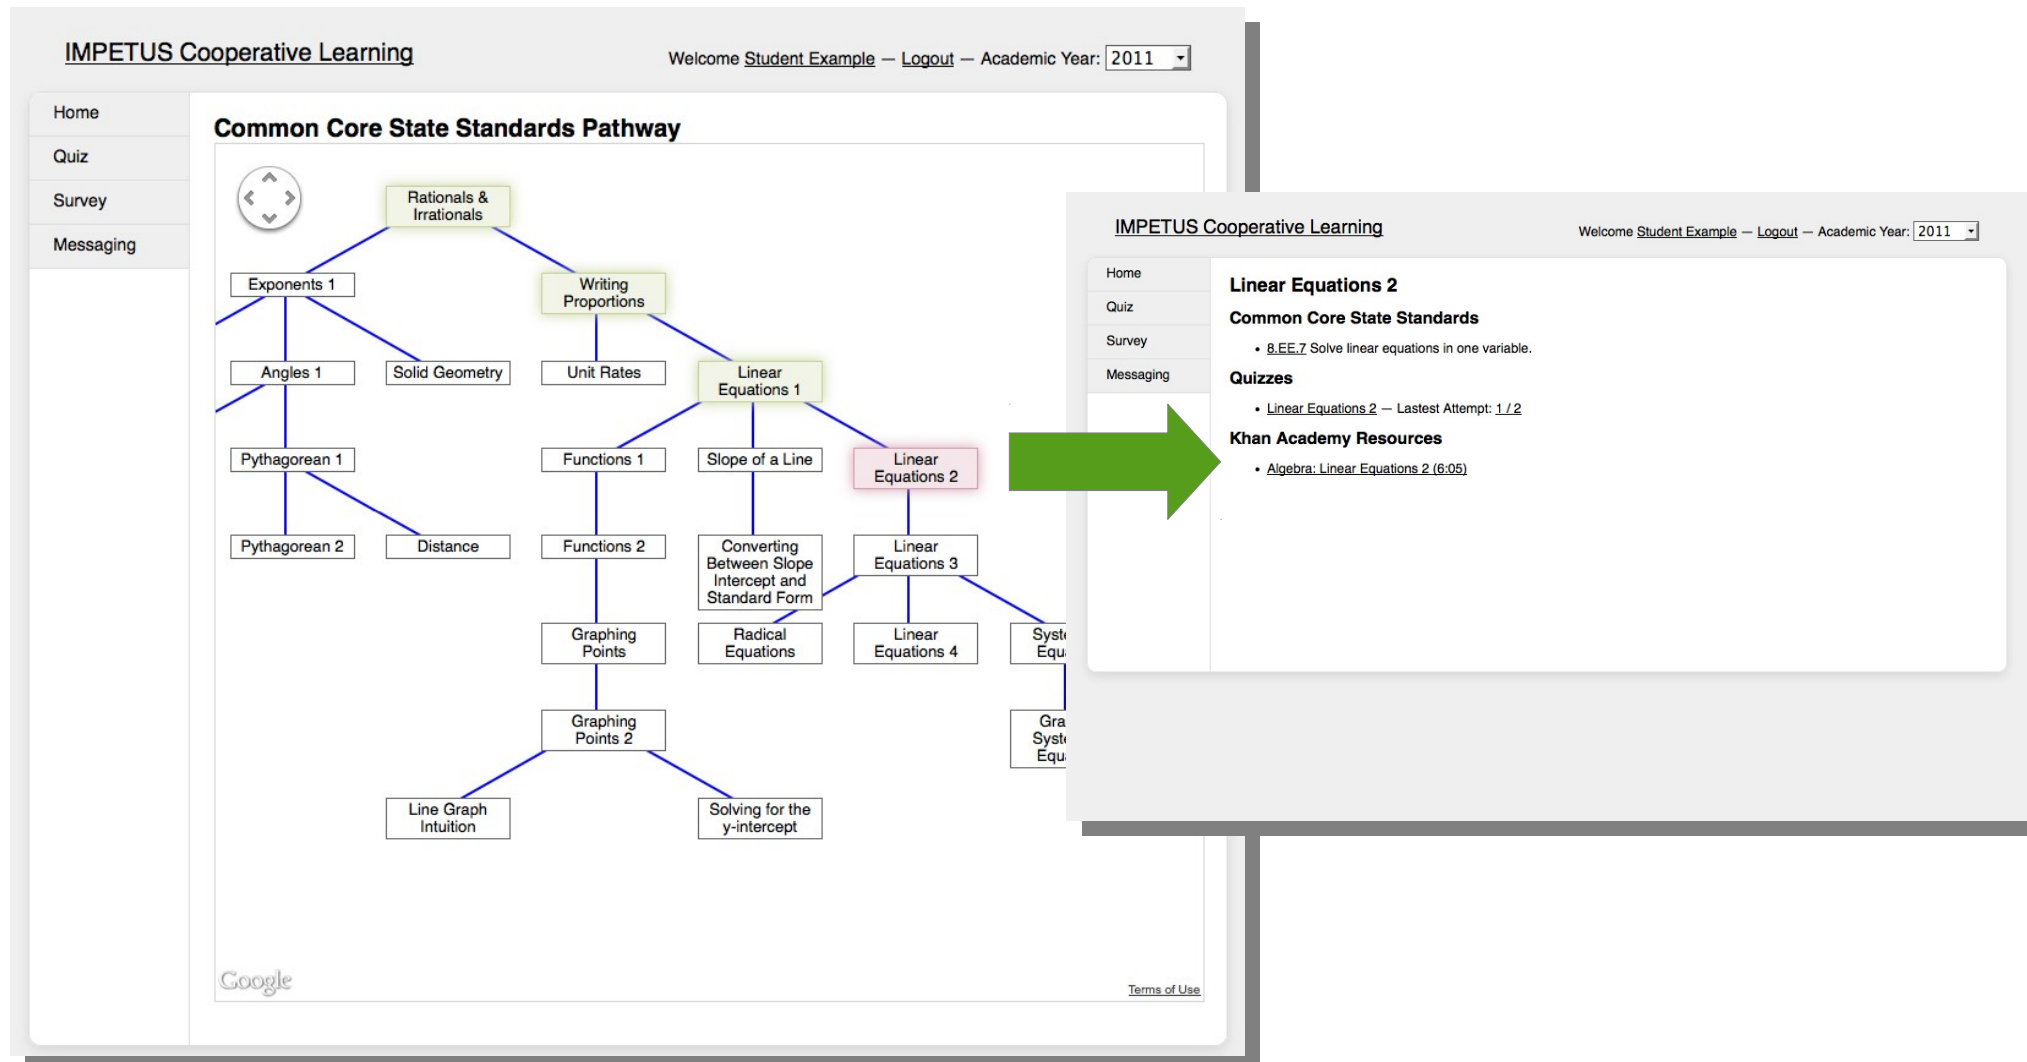 IMPETUS Cooperative Learning
Welcome Student Example — Logout — Academic Year: 2011
Home
Quiz
Survey
Messaging
Common Core State Standards Pathway
Rationals &
Irrationals
Exponents 1
Writing
Proportions
Angles 1
Solid Geometry
Unit Rates
Linear
Equations 1
Pythagorean 1
Functions 1
Slope of a Line
Linear
Equations 2
Pythagorean 2
Distance
Functions 2
Converting
Between Slope
Intercept and
Standard Form
Linear
Equations 3
Graphing
Points
Radical
Equations
Linear
Equations 4
Graphing
Points 2
Line Graph
Intuition
Solving for the
y-intercept
Google
Terms of Use
IMPETUS Cooperative Learning
Welcome Student Example — Logout — Academic Year: 2011
Home
Quiz
Survey
Messaging
Linear Equations 2
Common Core State Standards
• 8.EE.7 Solve linear equations in one variable.
Quizzes
• Linear Equations 2 — Lastest Attempt: 1 / 2
Khan Academy Resources
• Algebra: Linear Equations 2 (6:05)